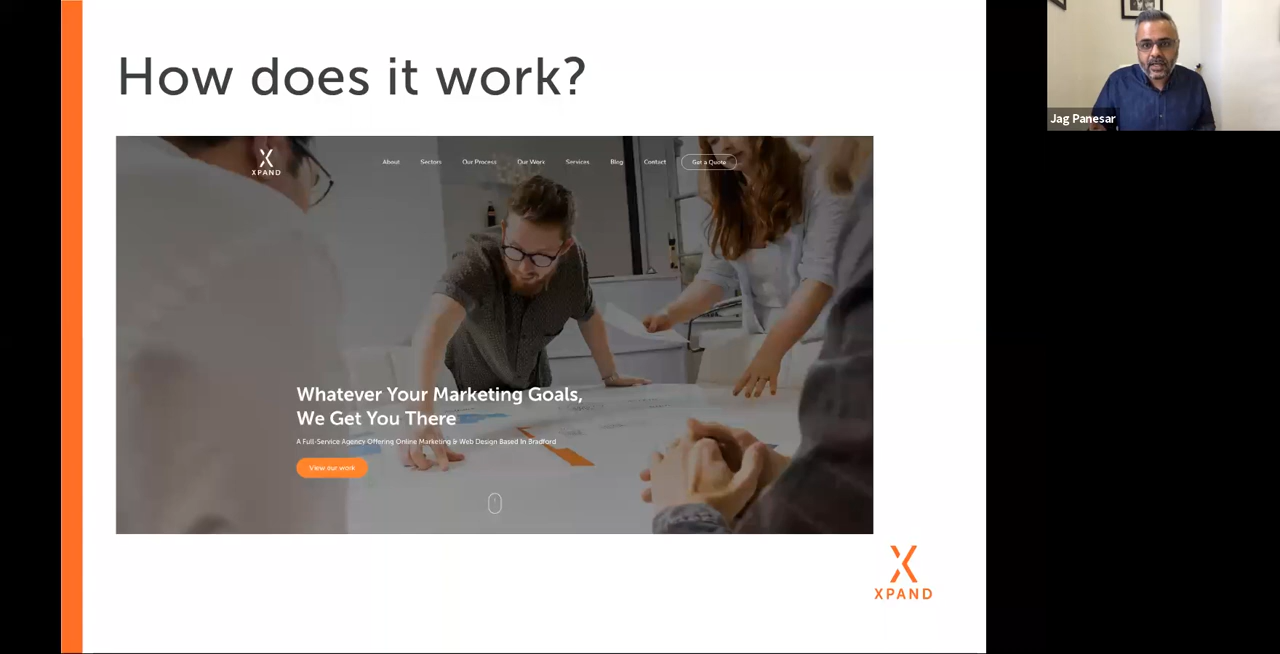 How does it work?
Jag Panesar
XPAND
About Sectors Our Process Our Work Services Blog Contact Get a Quote
Whatever Your Marketing Goals,
We Get You There
A Full-Service Agency Offering Online Marketing & Web Design Based In Bradford
View our work
XPAND